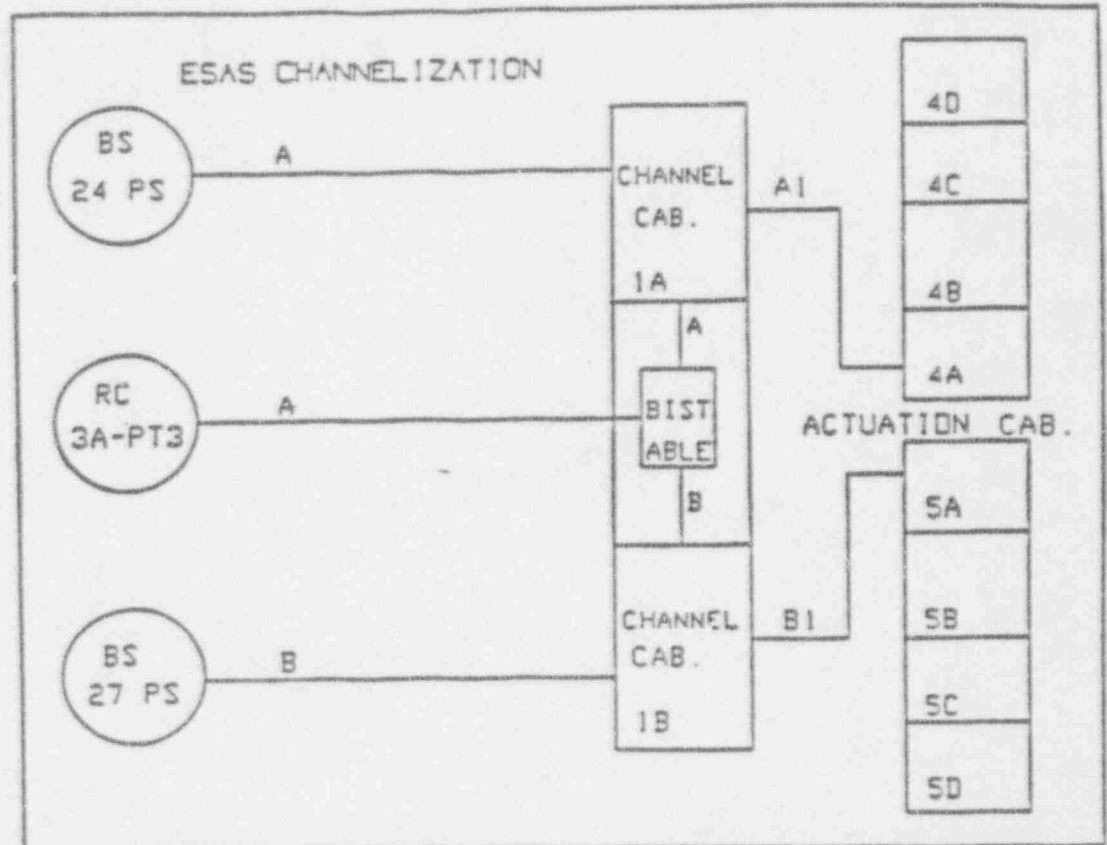 ESAS CHANNELIZATION
BS
24 PS
A
CHANNEL
CAB.
1A
A1
4D
4C
4B
4A
RC
3A-PT3
A
A
BIST
ABLE
B
ACTUATION CAB.
5A
5B
5C
5D
BS
27 PS
B
CHANNEL
CAB.
1B
B1